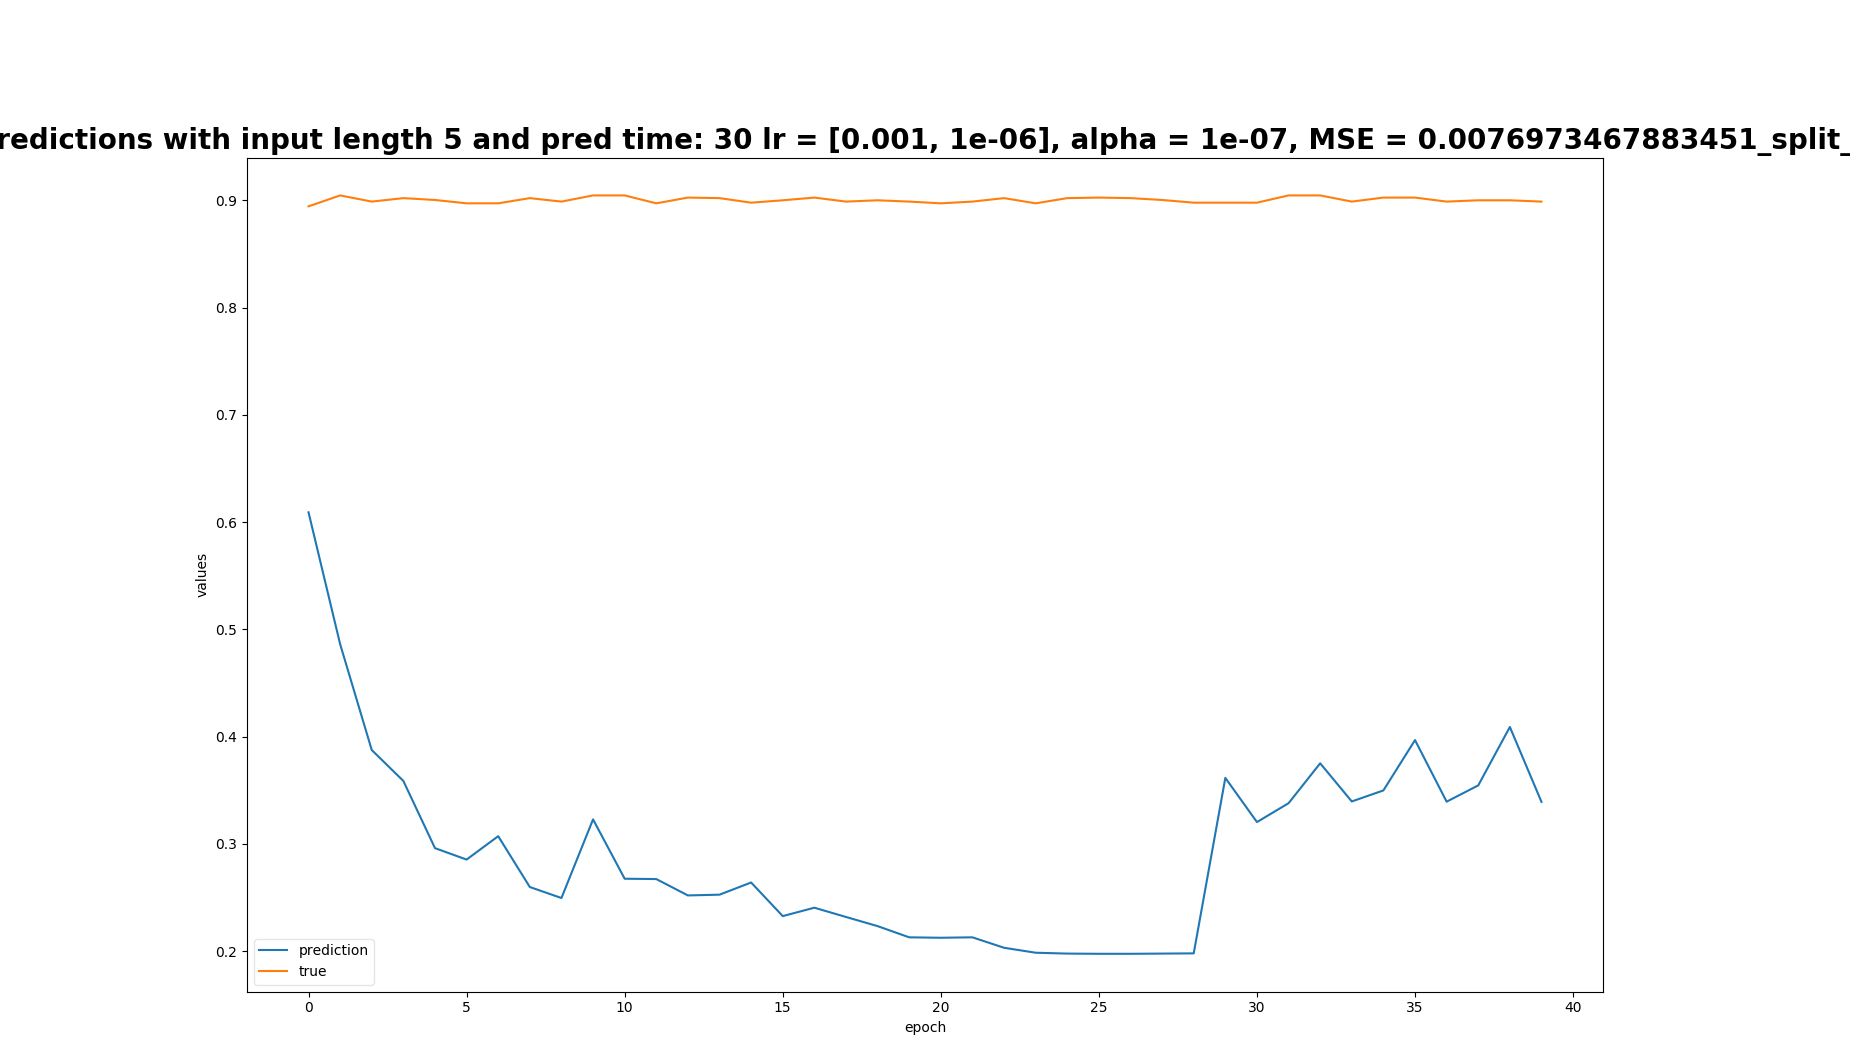 redictions with input length 5 and pred time: 30 lr = [0.001, 1e-06], alpha = 1e-07, MSE = 0.0076973467883451_split_
0.9
0.8
0.7
0.6
0.5
0.4
0.3
0.2
values
prediction
true
0 5 10 15 20 25 30 35 40
epoch